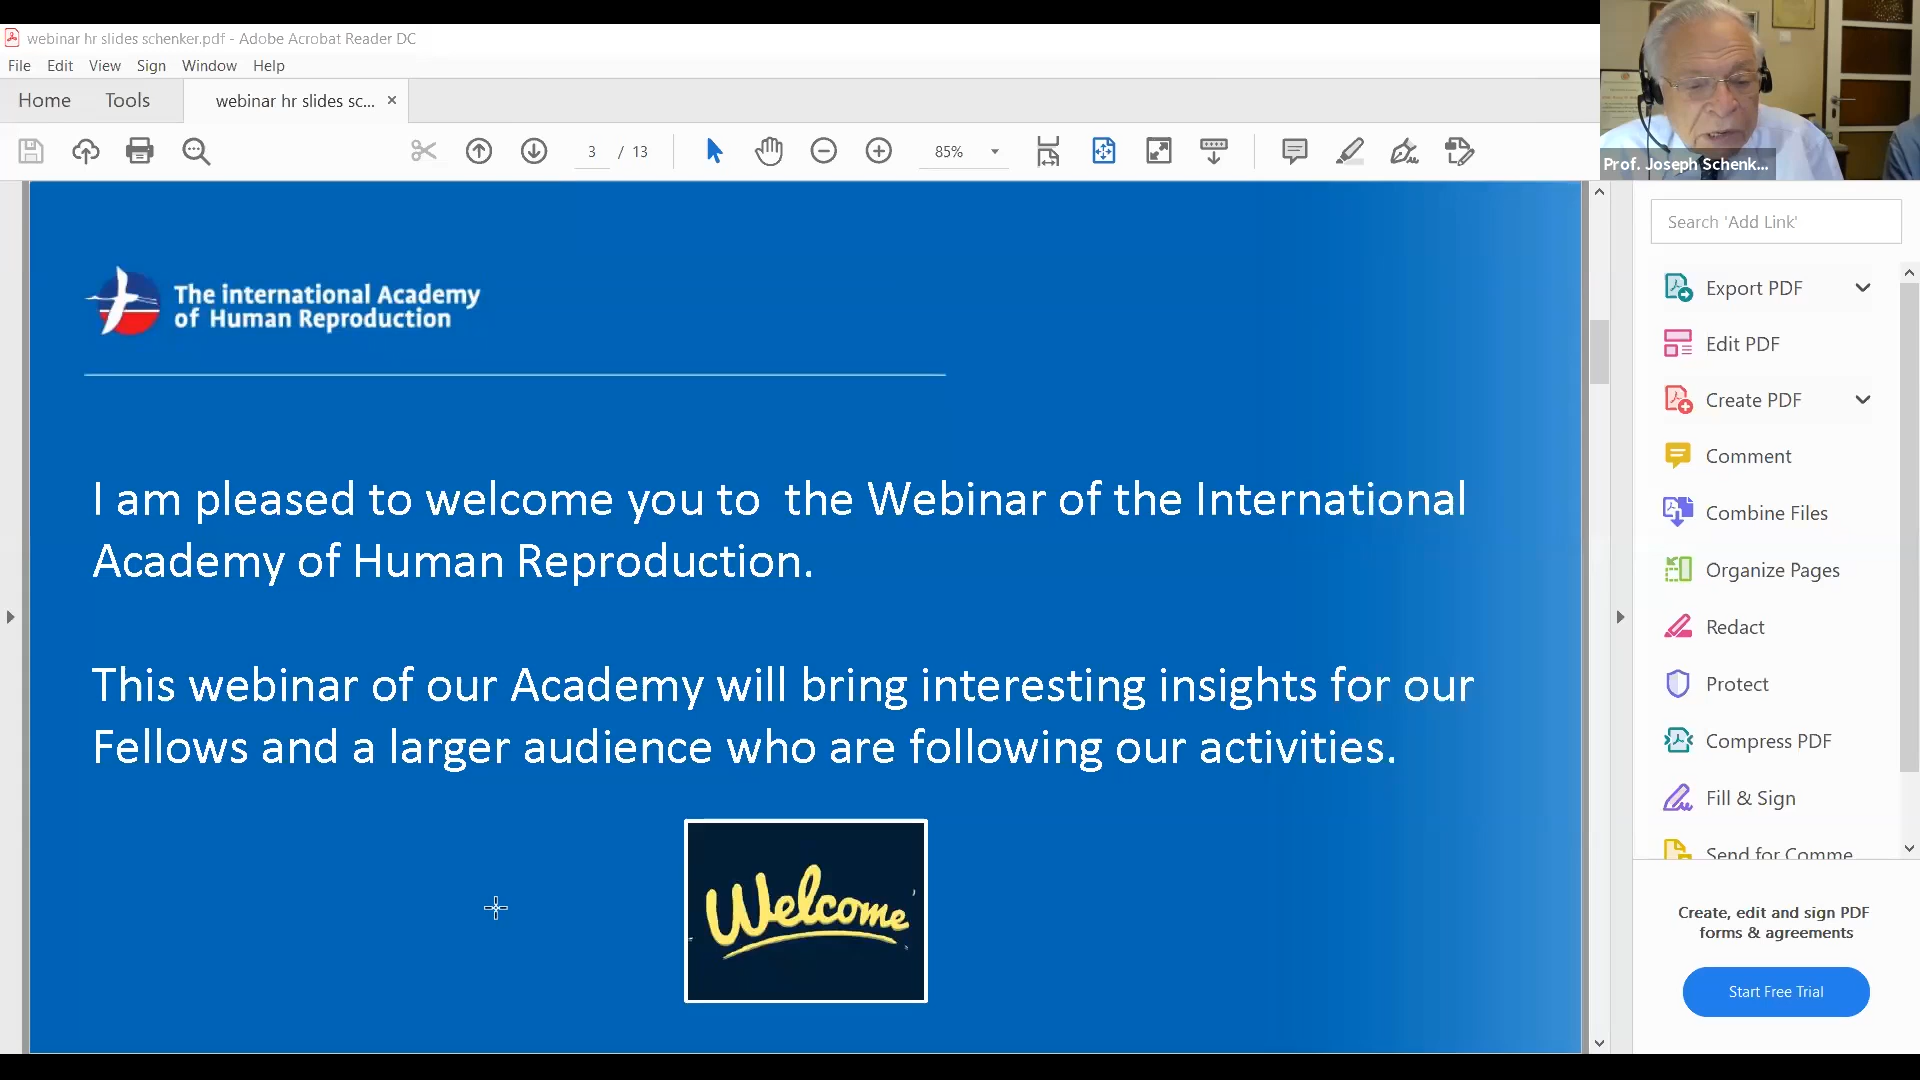 webinar hr slides schenker.pdf - Adobe Acrobat Reader DC
File Edit View Sign Window Help
Home Tools webinar hr slides sc... ×
3 / 13 85%
Prof. Joseph Schenk...
The international Academy
of Human Reproduction
I am pleased to welcome you to the Webinar of the International
Academy of Human Reproduction.
This webinar of our Academy will bring interesting insights for our
Fellows and a larger audience who are following our activities.
Welcome
Search 'Add Link'
Export PDF
Edit PDF
Create PDF
Comment
Combine Files
Organize Pages
Redact
Protect
Compress PDF
Fill & Sign
Send for Comme
Create, edit and sign PDF
forms & agreements
Start Free Trial